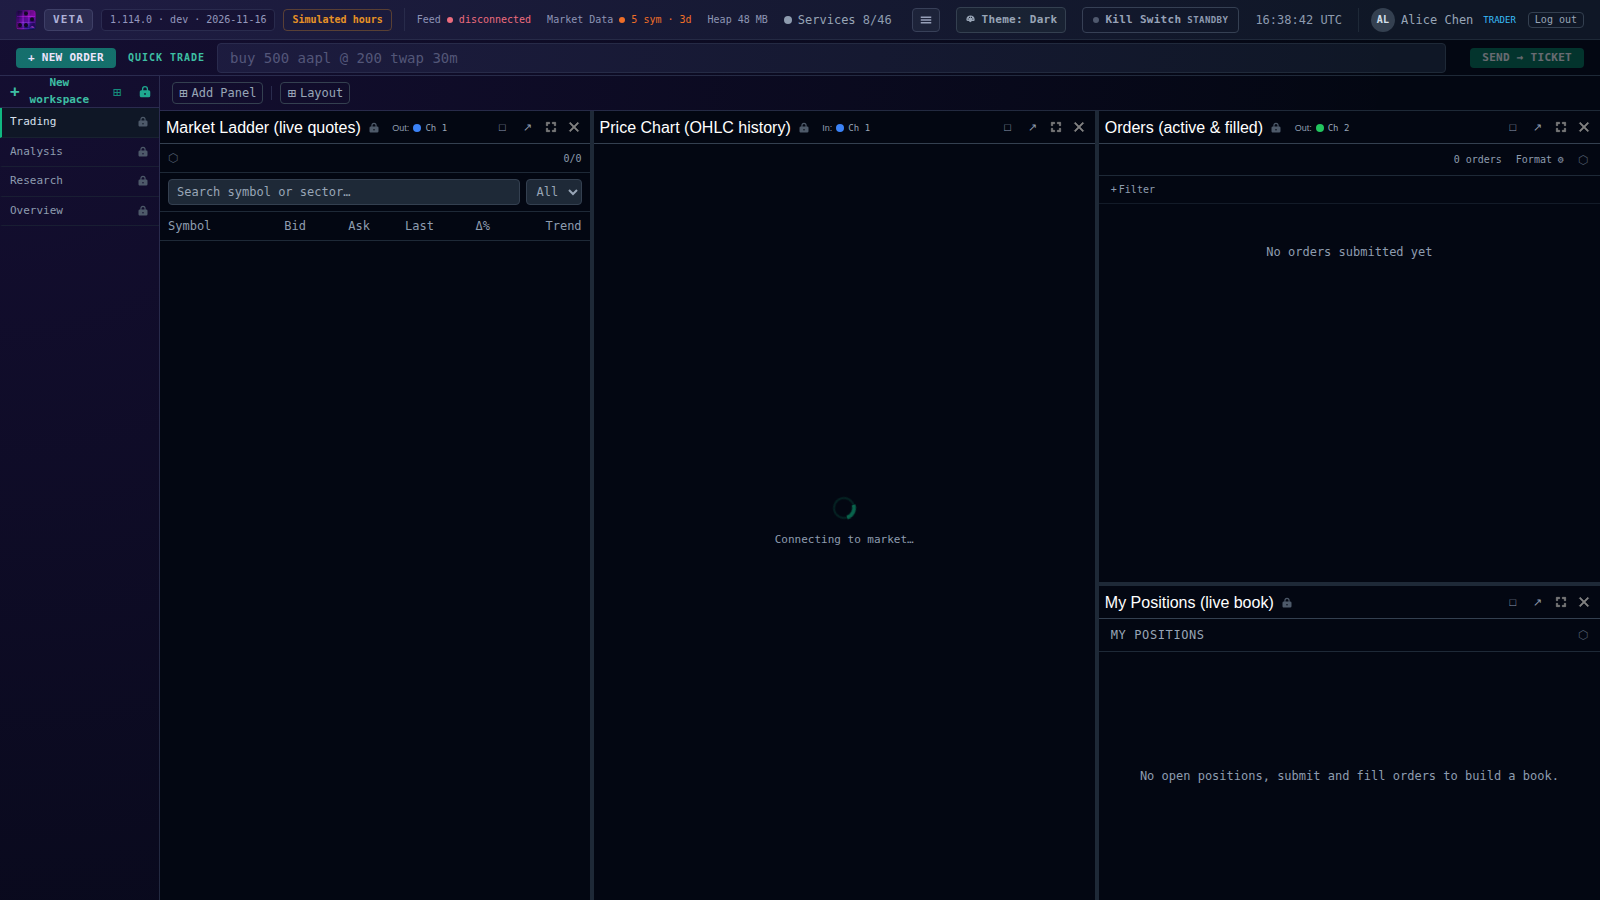 VETA
1.114.0 · dev · 2026-11-16
Simulated hours
Feed disconnected
Market Data 5 sym · 3d
Heap 48 MB
Services 8/46
Theme: Dark
Kill Switch STANDBY
16:38:42 UTC
AL Alice Chen TRADER
Log out
+ NEW ORDER
QUICK TRADE
buy 500 aapl @ 200 twap 30m
SEND → TICKET
+ New workspace
Trading
Analysis
Research
Overview
Add Panel
Layout
Market Ladder (live quotes) Out: Ch 1
0/0
Search symbol or sector…
All
Symbol Bid Ask Last Δ% Trend
Price Chart (OHLC history) In: Ch 1
Connecting to market…
Orders (active & filled) Out: Ch 2
0 orders Format
+Filter
No orders submitted yet
My Positions (live book)
MY POSITIONS
No open positions, submit and fill orders to build a book.